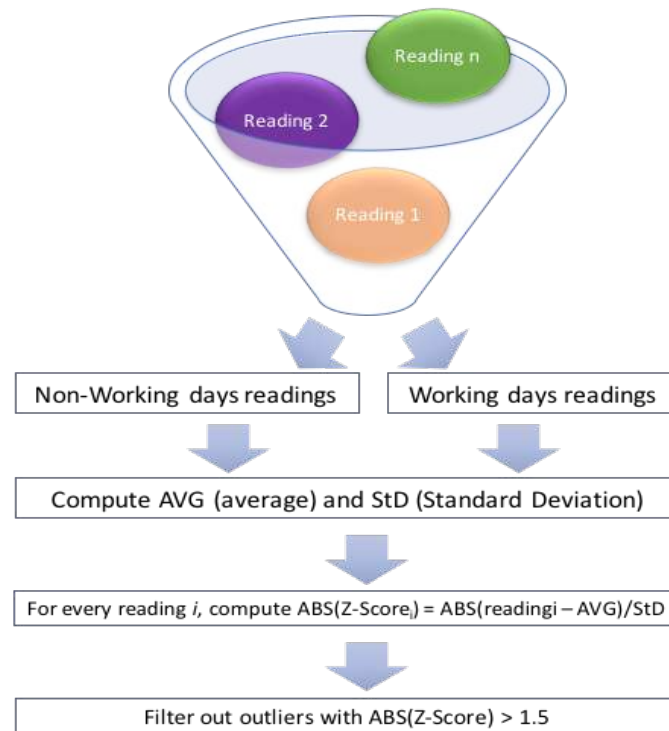 Reading n
Reading 2
Reading 1
Non-Working days readings
Working days readings
Compute AVG (average) and StD (Standard Deviation)
For every reading i, compute ABS(Z-Scoreᵢ) = ABS(readingi – AVG)/StD
Filter out outliers with ABS(Z-Score) > 1.5